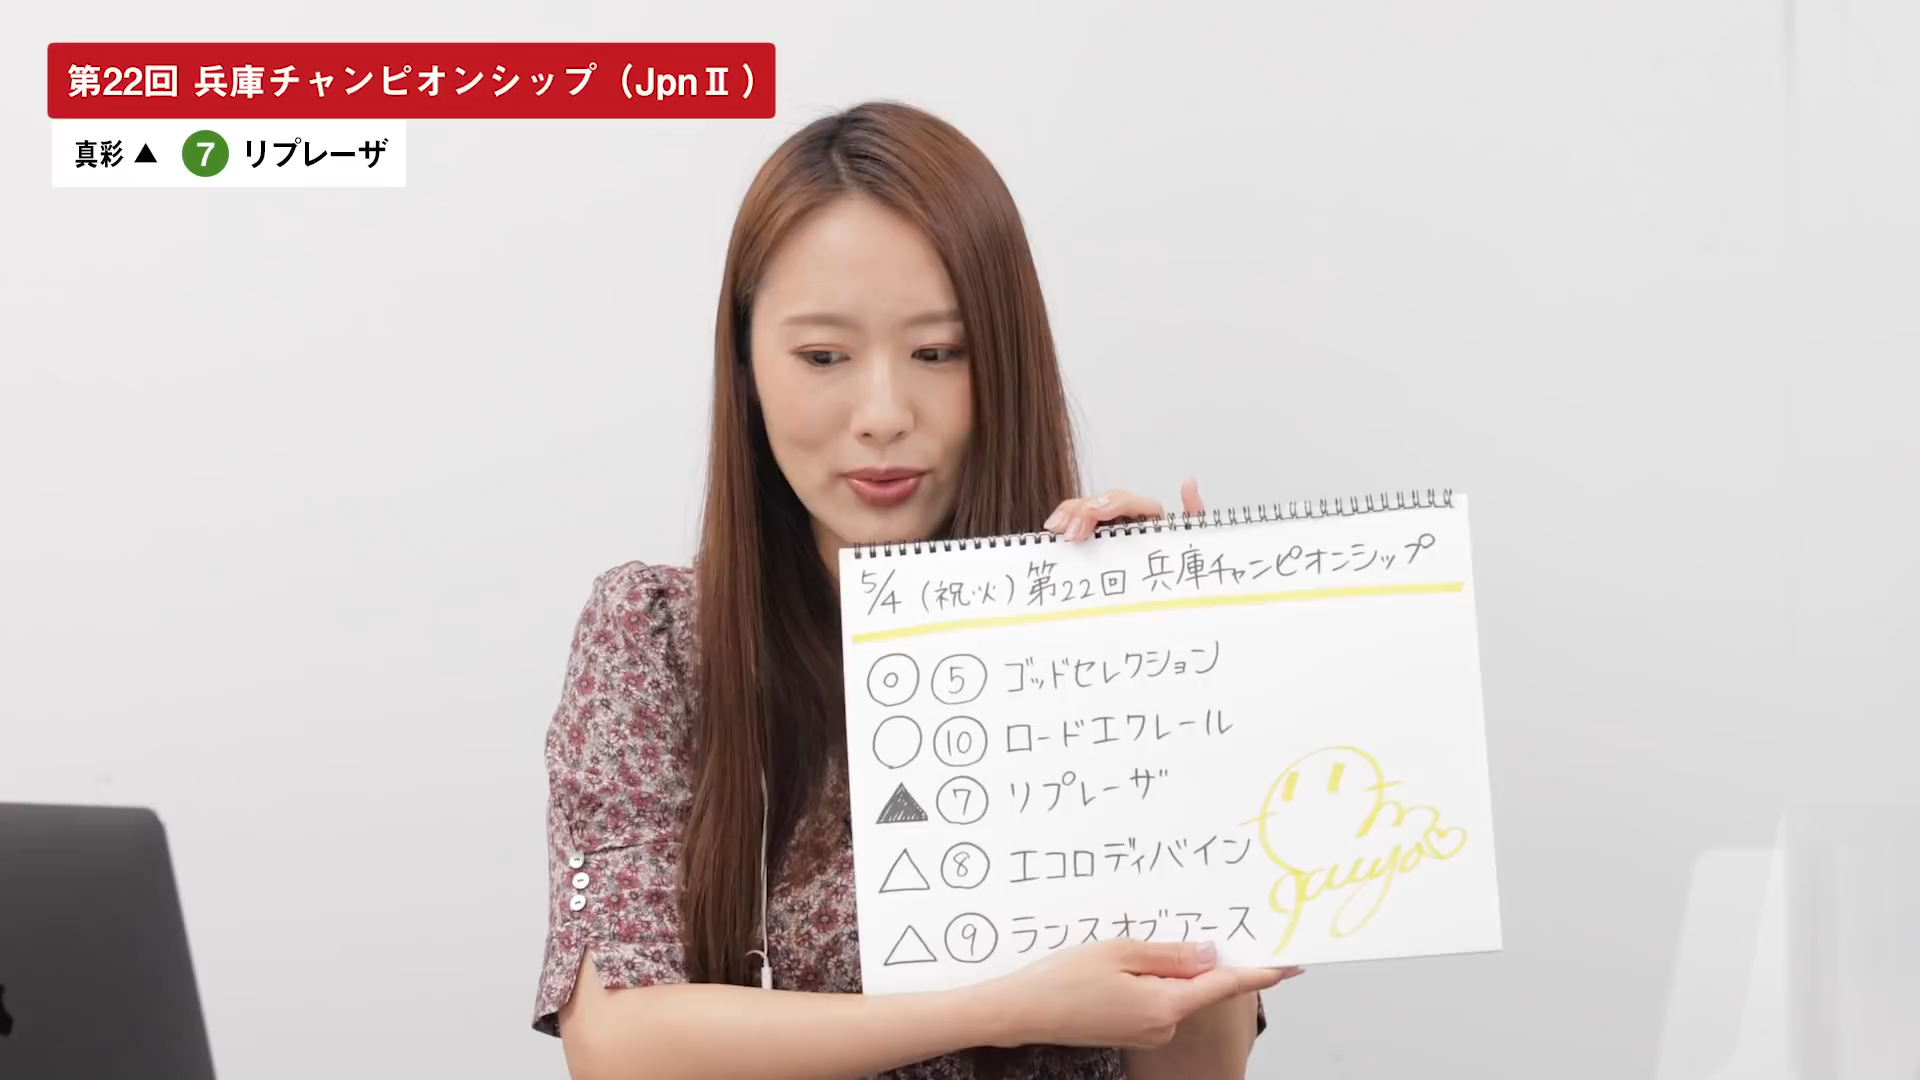 第22回 兵庫チャンピオンシップ（JpnⅡ）
真彩 ▲ 7 リプレーザ
5/4（祝火）第22回 兵庫チャンピオンシップ
◎ ⑤ ゴッドセレクション
○ ⑩ ロードエクレール
▲ ⑦ リプレーザ
△ ⑧ エコロディバイン
△ ⑨ ランスオブアース